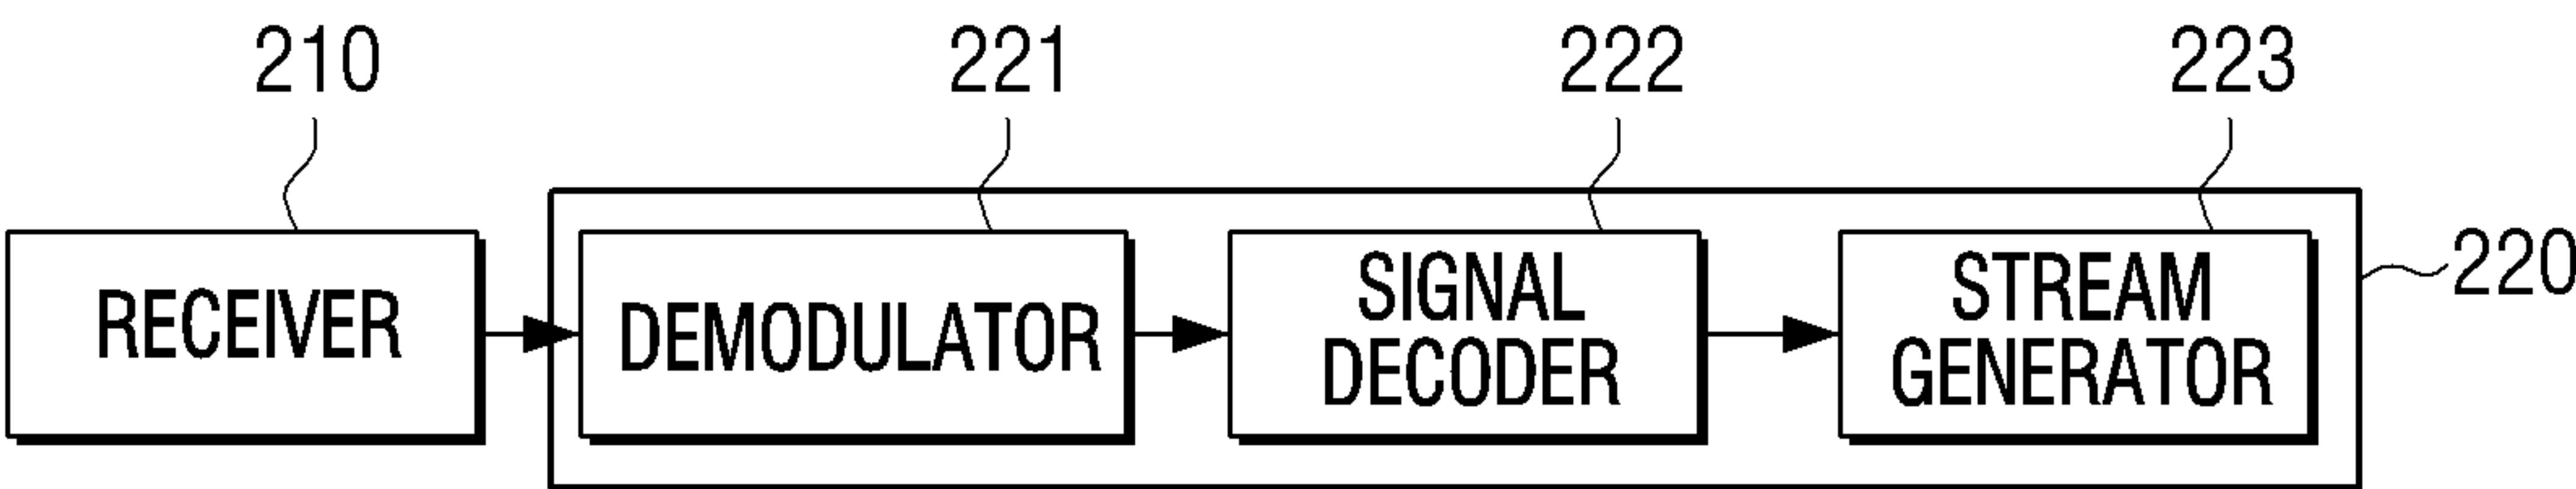 210
221
222
223
RECEIVER
DEMODULATOR
SIGNAL
DECODER
STREAM
GENERATOR
220